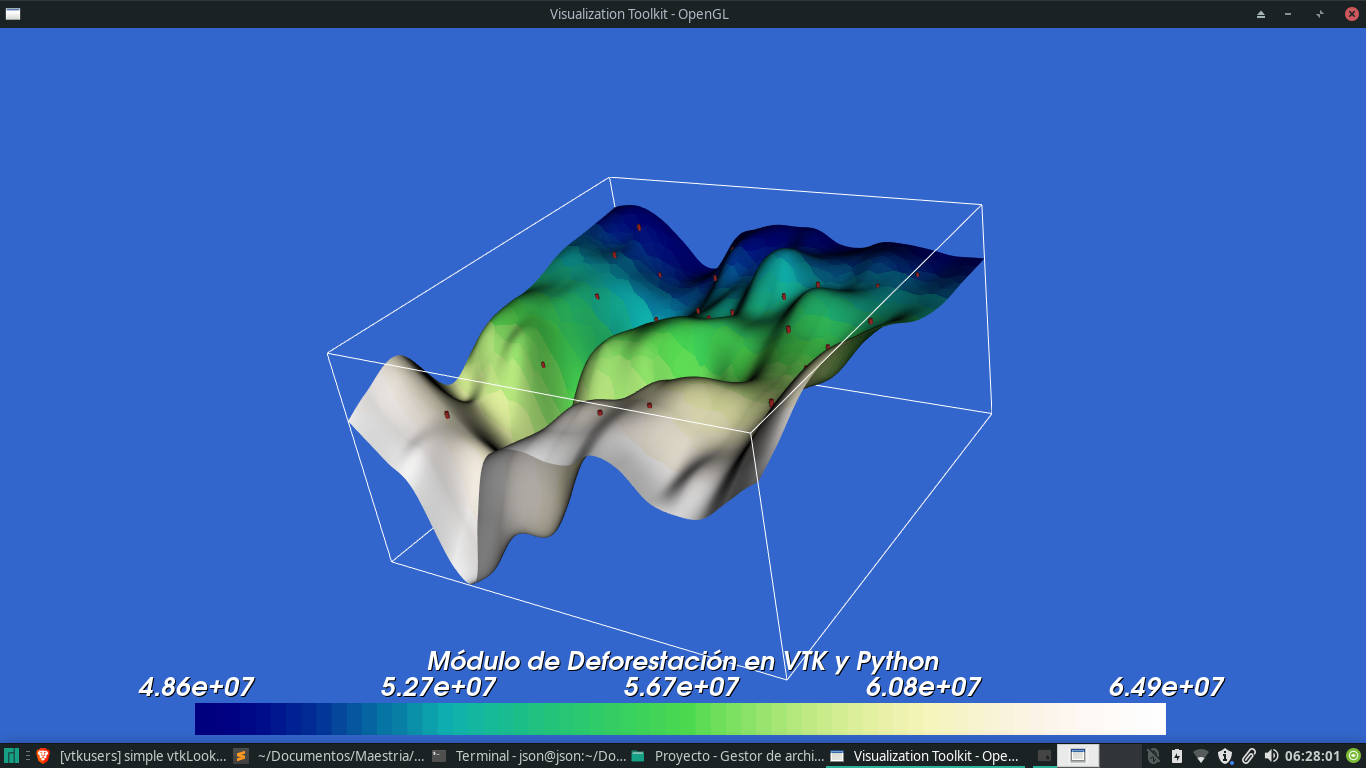 Visualization Toolkit - OpenGL
Módulo de Deforestación en VTK y Python
4.86e+07 5.27e+07 5.67e+07 6.08e+07 6.49e+07
[vtkusers] simple vtkLook... ~/Documentos/Maestria/... Terminal - json@json:~/Do... Proyecto - Gestor de archi... Visualization Toolkit - Ope... 06:28:01